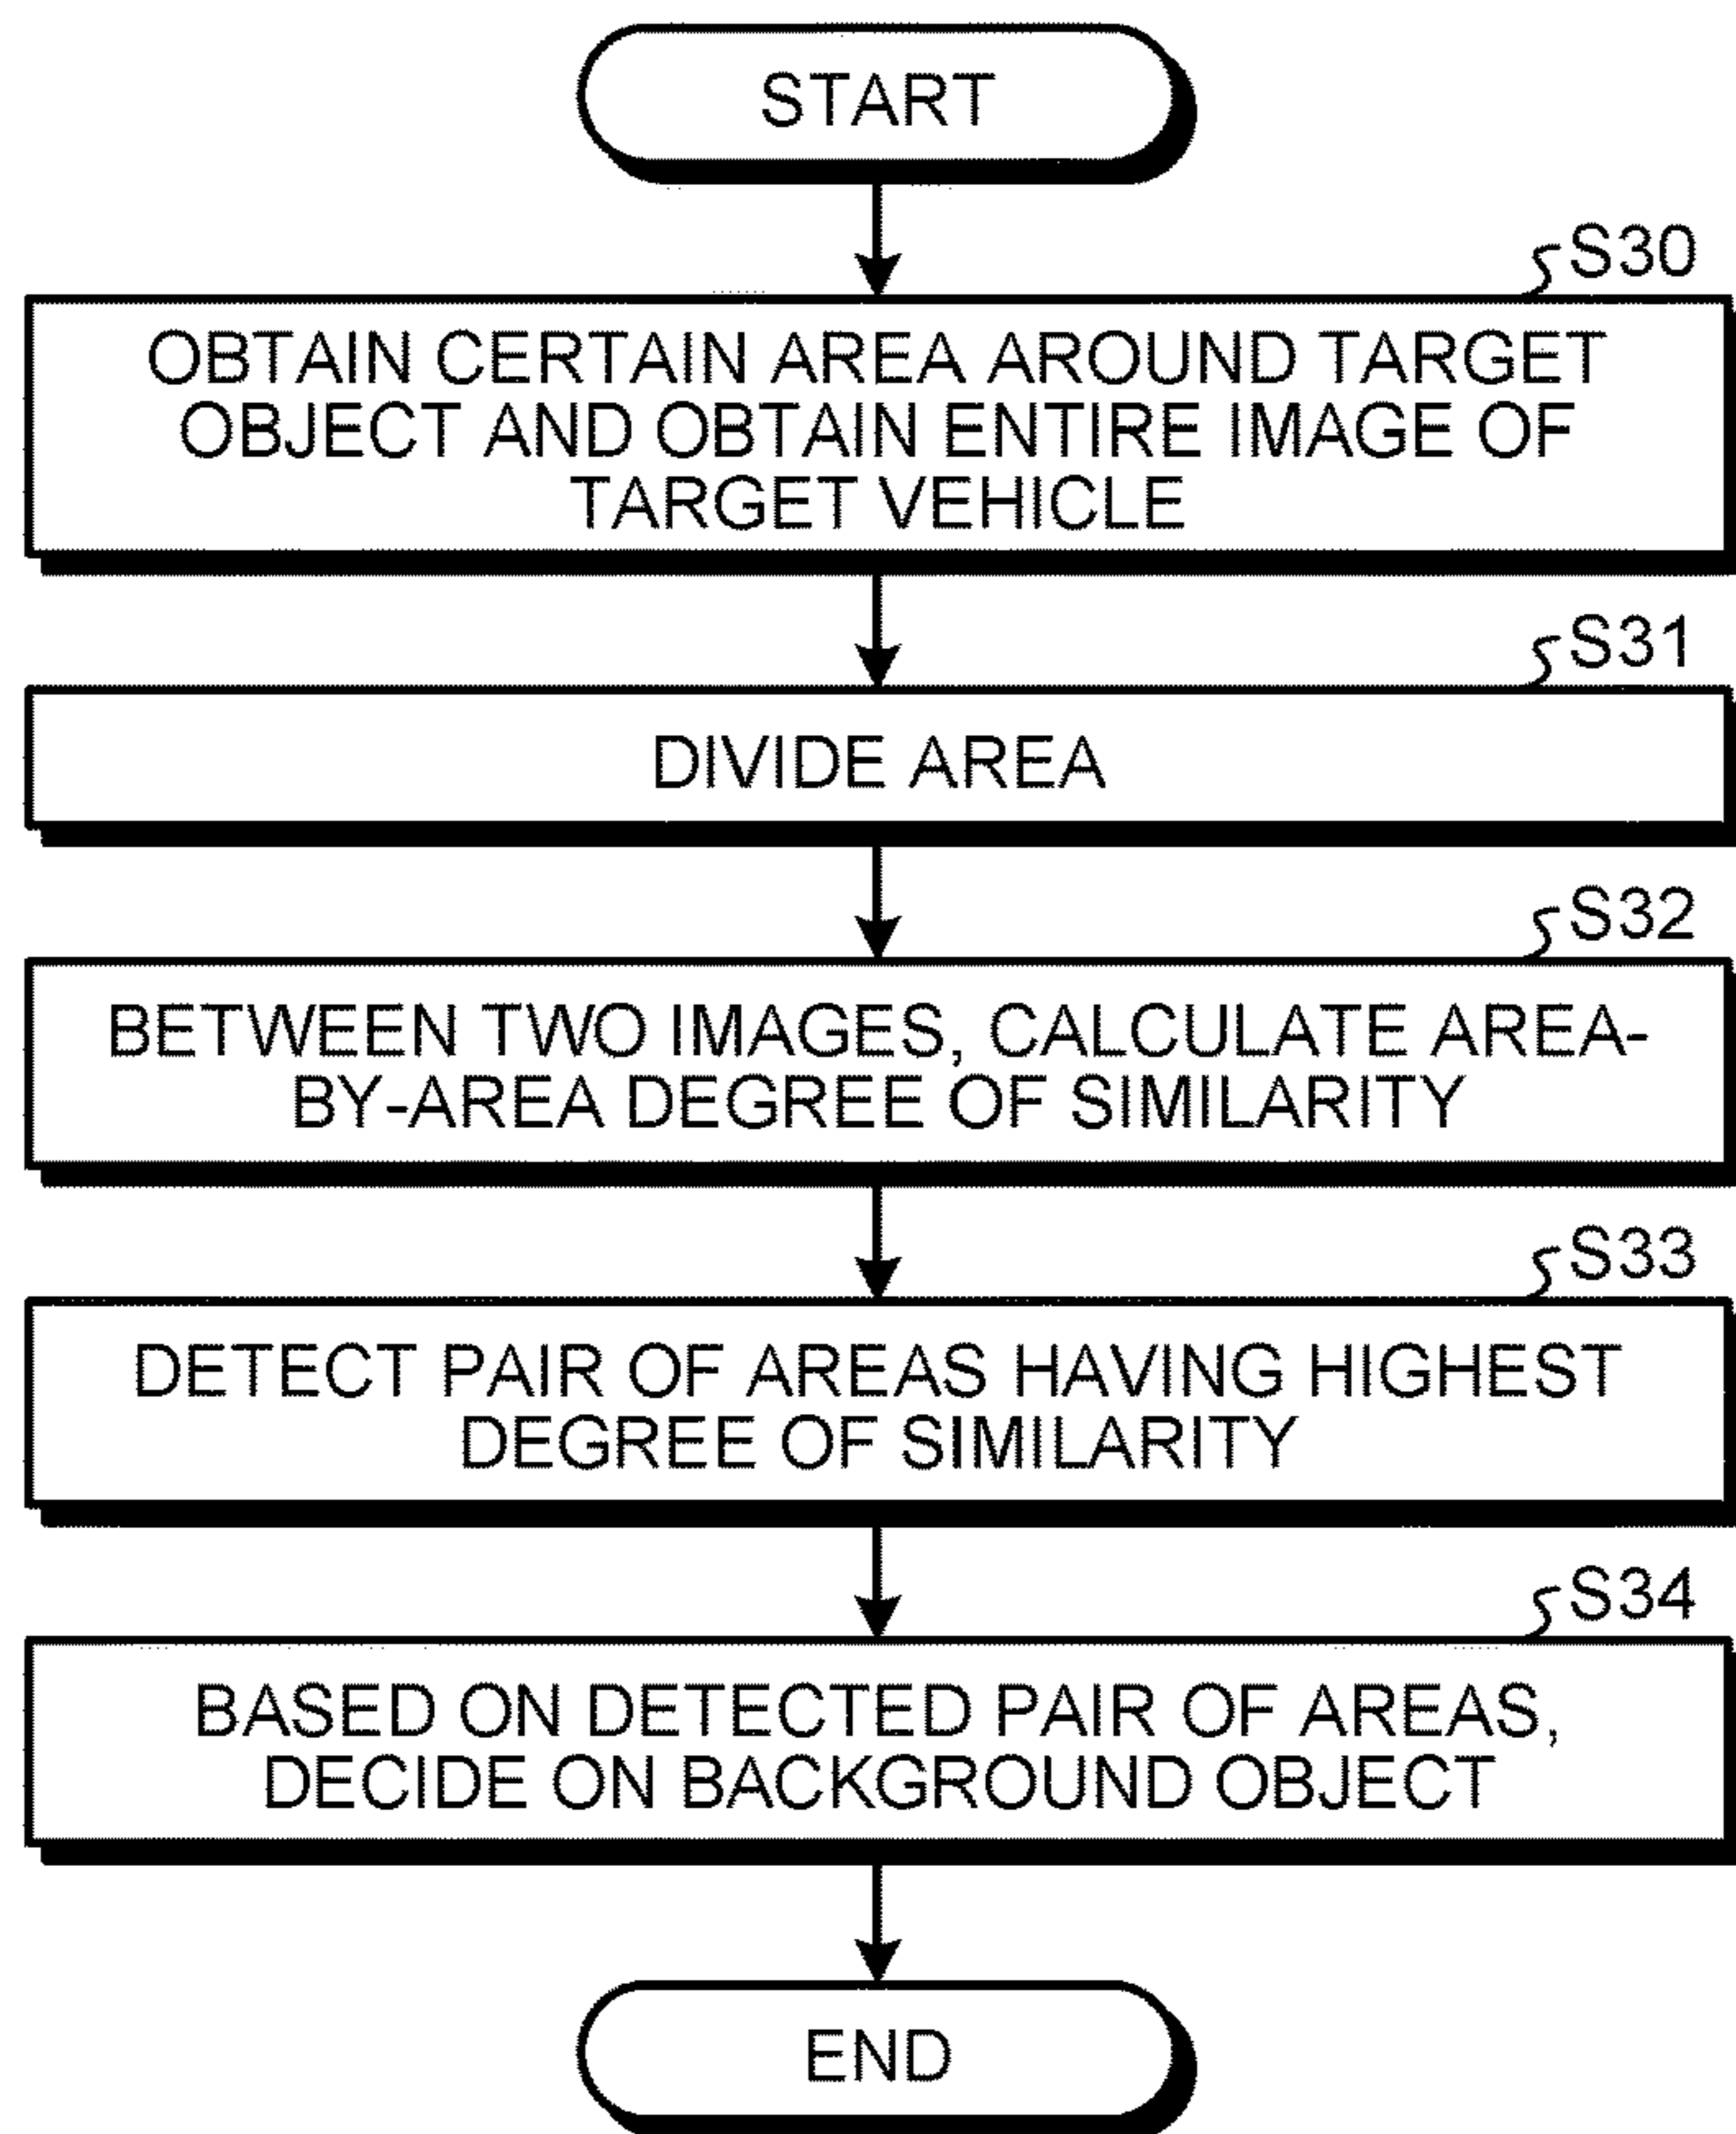 START
S30
OBTAIN CERTAIN AREA AROUND TARGET
OBJECT AND OBTAIN ENTIRE IMAGE OF
TARGET VEHICLE
S31
DIVIDE AREA
S32
BETWEEN TWO IMAGES, CALCULATE AREA-
BY-AREA DEGREE OF SIMILARITY
S33
DETECT PAIR OF AREAS HAVING HIGHEST
DEGREE OF SIMILARITY
S34
BASED ON DETECTED PAIR OF AREAS,
DECIDE ON BACKGROUND OBJECT
END